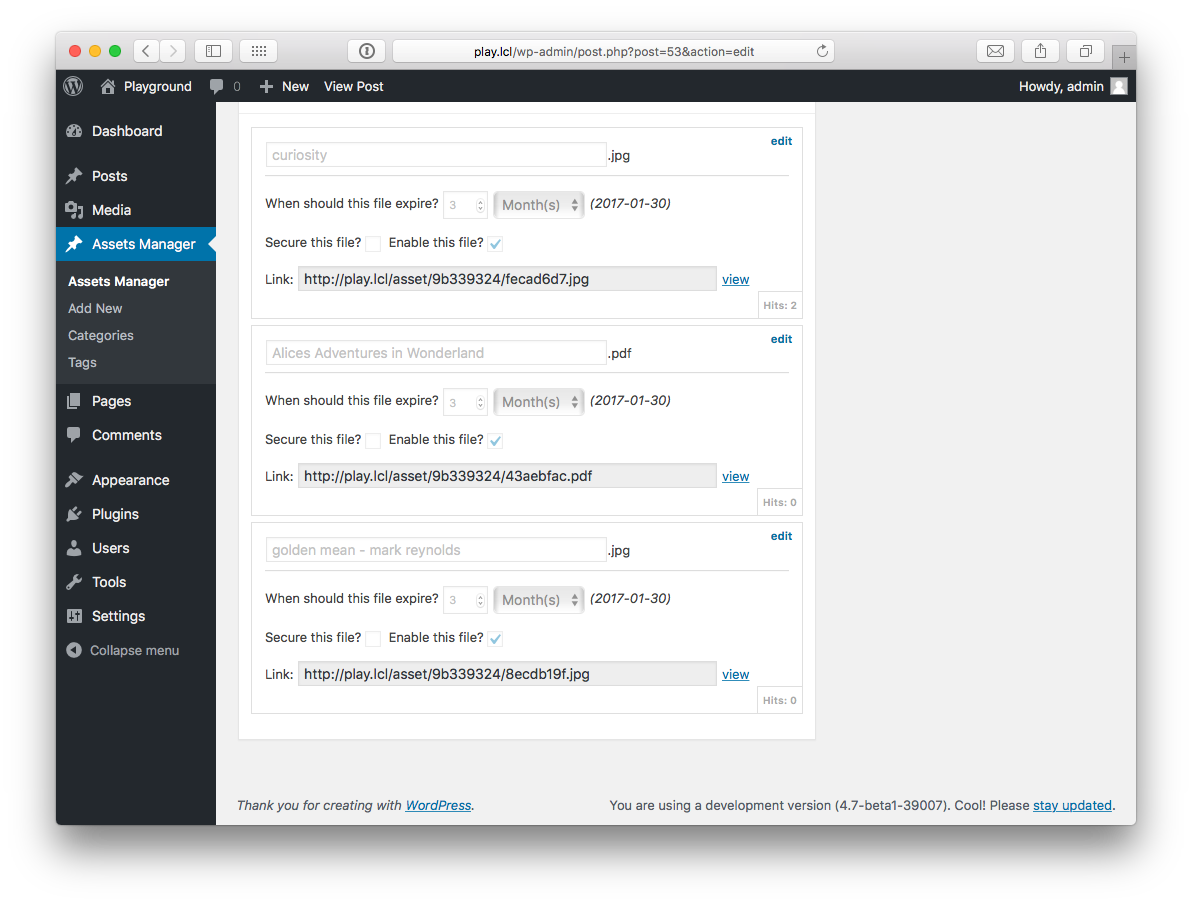 play.lcl/wp-admin/post.php?post=53&action=edit
Playground 0 New View Post Howdy, admin
Dashboard
Posts
Media
Assets Manager
Assets Manager
Add New
Categories
Tags
Pages
Comments
Appearance
Plugins
Users
Tools
Settings
Collapse menu
edit
curiosity .jpg
When should this file expire? 3 Month(s) (2017-01-30)
Secure this file? Enable this file?
Link: http://play.lcl/asset/9b339324/fecad6d7.jpg view
Hits: 2
edit
Alices Adventures in Wonderland .pdf
When should this file expire? 3 Month(s) (2017-01-30)
Secure this file? Enable this file?
Link: http://play.lcl/asset/9b339324/43aebfac.pdf view
Hits: 0
edit
golden mean - mark reynolds .jpg
When should this file expire? 3 Month(s) (2017-01-30)
Secure this file? Enable this file?
Link: http://play.lcl/asset/9b339324/8ecdb19f.jpg view
Hits: 0
Thank you for creating with WordPress. You are using a development version (4.7-beta1-39007). Cool! Please stay updated.